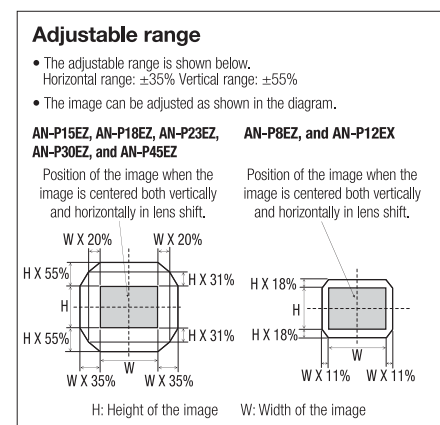 Adjustable range
• The adjustable range is shown below.
Horizontal range: ±35% Vertical range: ±55%
• The image can be adjusted as shown in the diagram.
AN-P15EZ, AN-P18EZ, AN-P23EZ,
AN-P30EZ, and AN-P45EZ
Position of the image when the
image is centered both vertically
and horizontally in lens shift.
W X 20% W X 20%
H X 55% H X 31%
H
H X 55% H X 31%
W
W X 35% W X 35%
AN-P8EZ, and AN-P12EX
Position of the image when the
image is centered both vertically
and horizontally in lens shift.
H X 18%
H
H X 18%
W
W X 11% W X 11%
H: Height of the image W: Width of the image